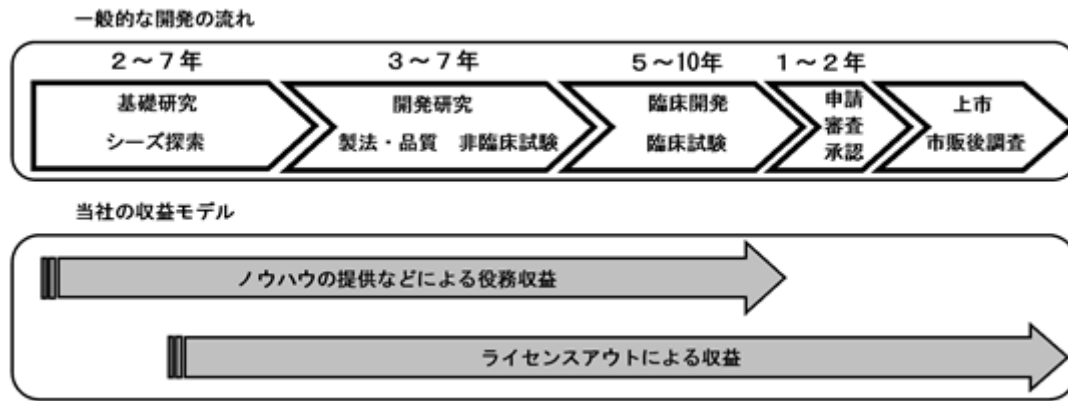 一般的な開発の流れ
2～7年
3～7年
5～10年
1～2年
基礎研究
シーズ探索
開発研究
製法・品質　非臨床試験
臨床開発
臨床試験
申請
審査
承認
上市
市販後調査
当社の収益モデル
ノウハウの提供などによる役務収益
ライセンスアウトによる収益